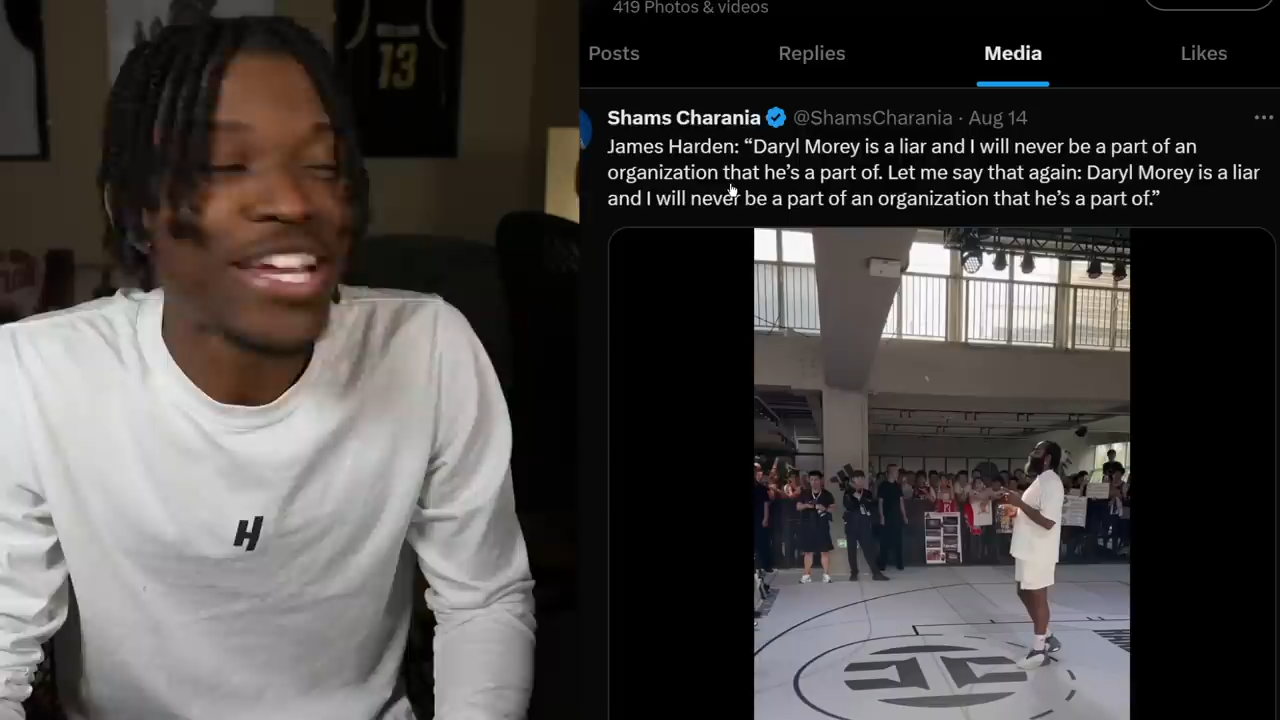 419 Photos & videos
Posts
Replies
Media
Likes
Shams Charania @ShamsCharania · Aug 14
James Harden: “Daryl Morey is a liar and I will never be a part of an
organization that he’s a part of. Let me say that again: Daryl Morey is a liar
and I will never be a part of an organization that he’s a part of.”
13
H